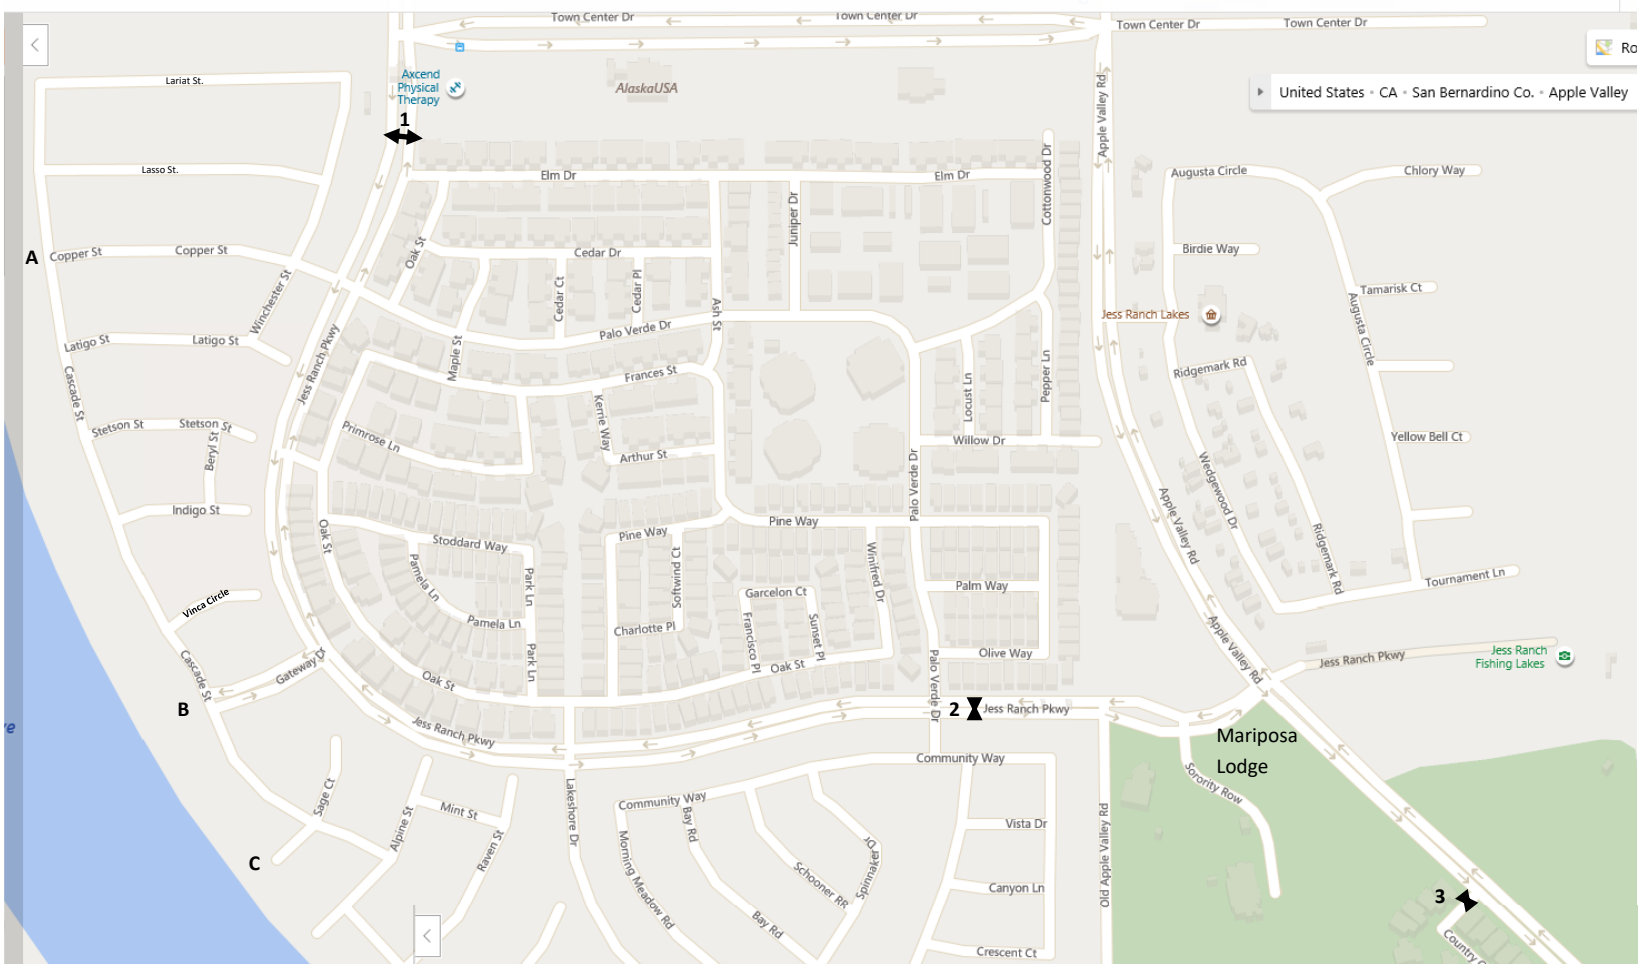 Town Center Dr
Town Center Dr
Town Center Dr
Town Center Dr
Ro
United States • CA • San Bernardino Co. • Apple Valley
Lariat St.
Axcend
Physical
Therapy
AlaskaUSA
1
Apple Valley Rd
Lasso St.
Elm Dr
Elm Dr
Cottonwood Dr
Augusta Circle
Chlory Way
Juniper Dr
A
Copper St
Copper St
Oak St
Cedar Dr
Birdie Way
Winchester St
Cedar Ct
Cedar Pl
Ash St
Tamarisk Ct
Augusta Circle
Jess Ranch Lakes
Latigo St
Latigo St
Jess Ranch Pkwy
Maple St
Palo Verde Dr
Cascade St
Frances St
Locust Ln
Pepper Ln
Ridgemark Rd
Stetson St
Stetson St
Beryl St
Primrose Ln
Kerrie Way
Arthur St
Willow Dr
Yellow Bell Ct
Palo Verde Dr
Wedgewood Dr
Indigo St
Oak St
Stoddard Way
Pine Way
Pine Way
Apple Valley Rd
Ridgemark Rd
Pamela Ln
Park Ln
Softwind Ct
Winifred Dr
Palm Way
Tournament Ln
Vinca Circle
Garcelon Ct
Pamela Ln
Charlotte Pl
Francisco Pl
Sunset Pl
Apple Valley Rd
Cascade St
Gateway Dr
Park Ln
Oak St
Oak St
Palo Verde Dr
Olive Way
Jess Ranch Pkwy
Jess Ranch
Fishing Lakes
B
Jess Ranch Pkwy
2
Jess Ranch Pkwy
Mariposa
Lodge
Community Way
Sage Ct
Alpine St
Mint St
Raven St
Lakeshore Dr
Community Way
Sorority Row
Bay Rd
Morning Meadow Rd
Vista Dr
Spinnaker Dr
Old Apple Valley Rd
C
Schooner RR
Canyon Ln
3
Bay Rd
Crescent Ct
Country